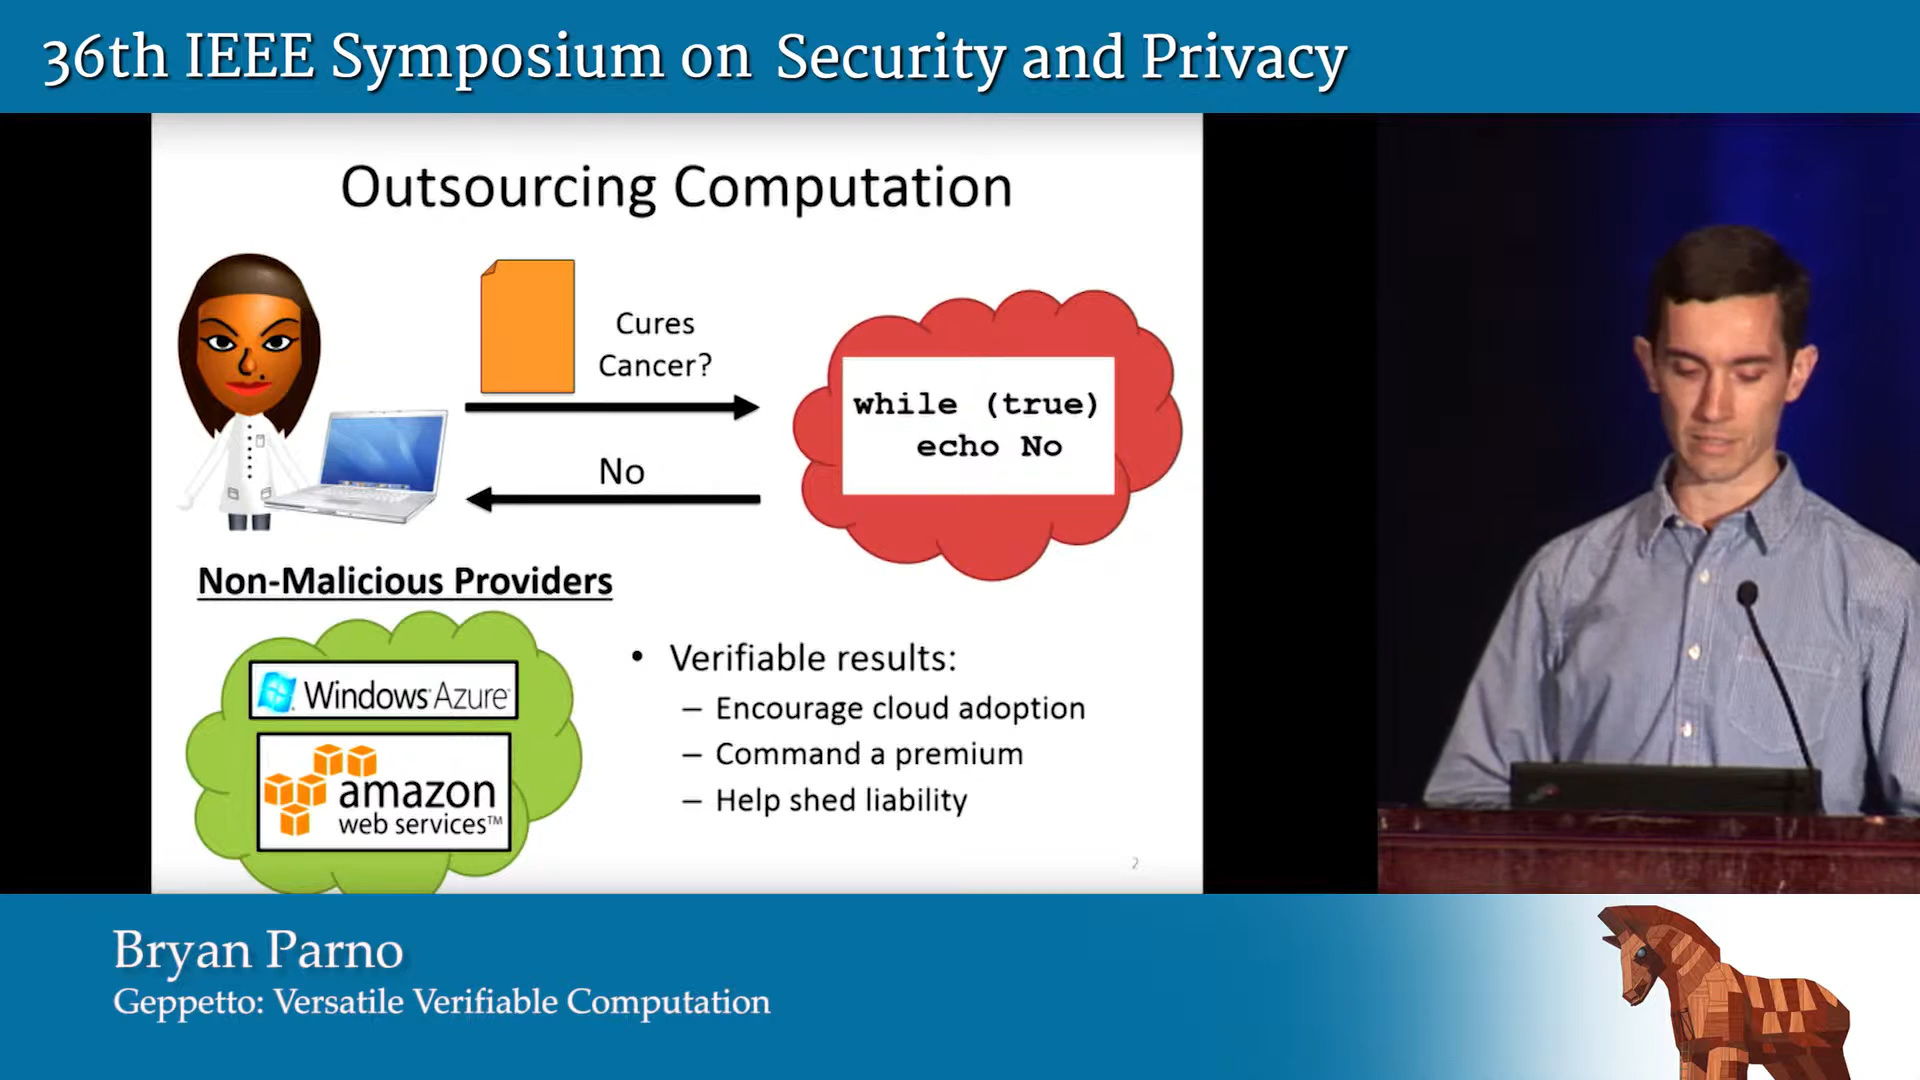 36th IEEE Symposium on Security and Privacy
Outsourcing Computation
Cures
Cancer?
while (true)
echo No
No
Non-Malicious Providers
Windows Azure
amazon
web services™
• Verifiable results:
– Encourage cloud adoption
– Command a premium
– Help shed liability
2
Bryan Parno
Geppetto: Versatile Verifiable Computation